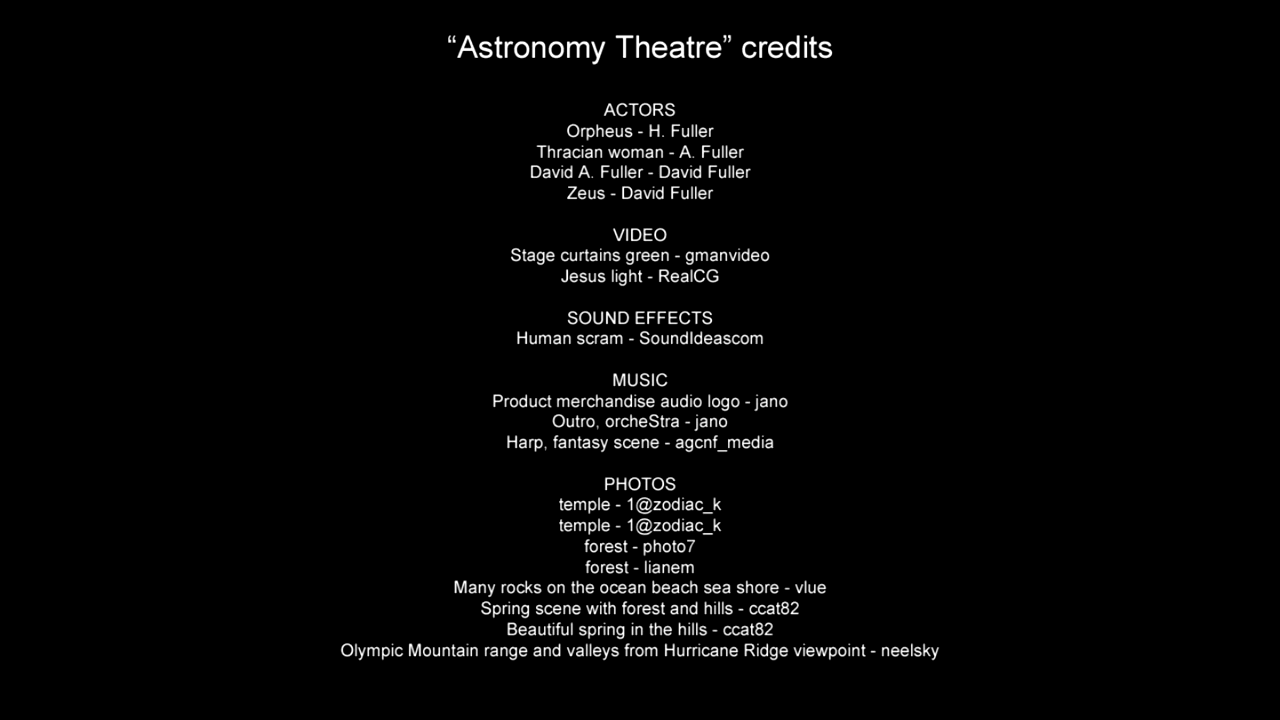 “Astronomy Theatre” credits
ACTORS
Orpheus - H. Fuller
Thracian woman - A. Fuller
David A. Fuller - David Fuller
Zeus - David Fuller
VIDEO
Stage curtains green - gmanvideo
Jesus light - RealCG
SOUND EFFECTS
Human scram - SoundIdeascom
MUSIC
Product merchandise audio logo - jano
Outro, orcheStra - jano
Harp, fantasy scene - agcnf_media
PHOTOS
temple - 1@zodiac_k
temple - 1@zodiac_k
forest - photo7
forest - lianem
Many rocks on the ocean beach sea shore - vlue
Spring scene with forest and hills - ccat82
Beautiful spring in the hills - ccat82
Olympic Mountain range and valleys from Hurricane Ridge viewpoint - neelsky